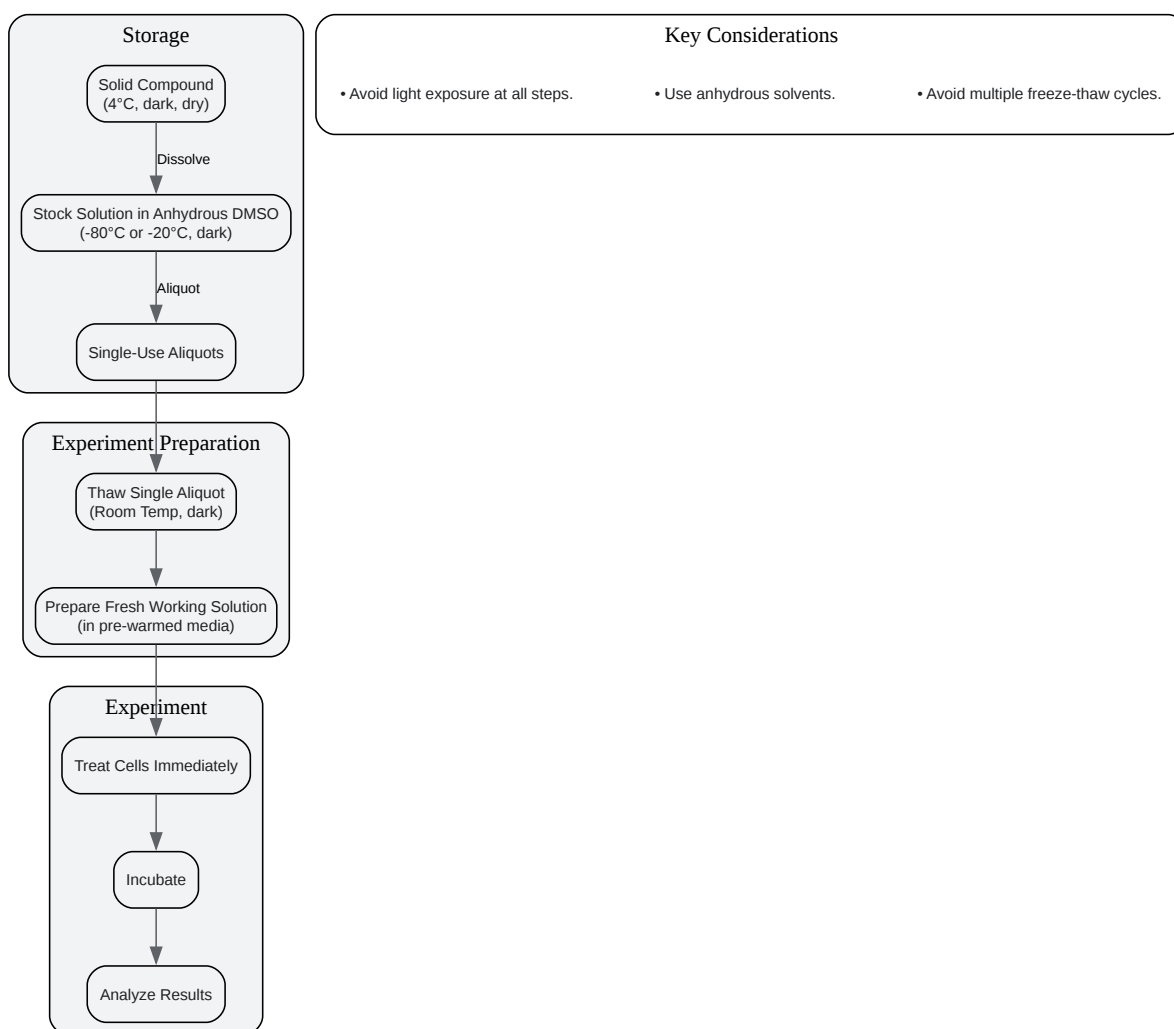 Storage
Solid Compound
(4°C, dark, dry)
Dissolve
Stock Solution in Anhydrous DMSO
(-80°C or -20°C, dark)
Aliquot
Single-Use Aliquots
Experiment Preparation
Thaw Single Aliquot
(Room Temp, dark)
Prepare Fresh Working Solution
(in pre-warmed media)
Experiment
Treat Cells Immediately
Incubate
Analyze Results
Key Considerations
• Avoid light exposure at all steps.
• Use anhydrous solvents.
• Avoid multiple freeze-thaw cycles.